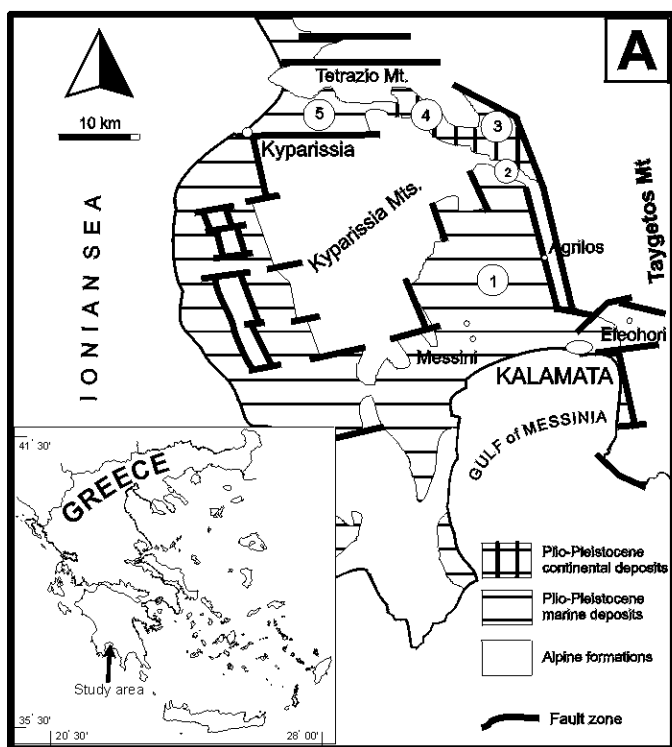 A
Tetrazio Mt.
10 km
5
4
3
2
Kyparissia
Kyparissia Mts.
Taygetos Mt
Agrilos
1
IONIAN SEA
Eleohori
Messini
KALAMATA
GULF of MESSINIA
41° 30'
GREECE
Study area
35° 30'
20° 30'
28° 00'
Plio-Pleistocene
continental deposits
Plio-Pleistocene
marine deposits
Alpine formations
Fault zone